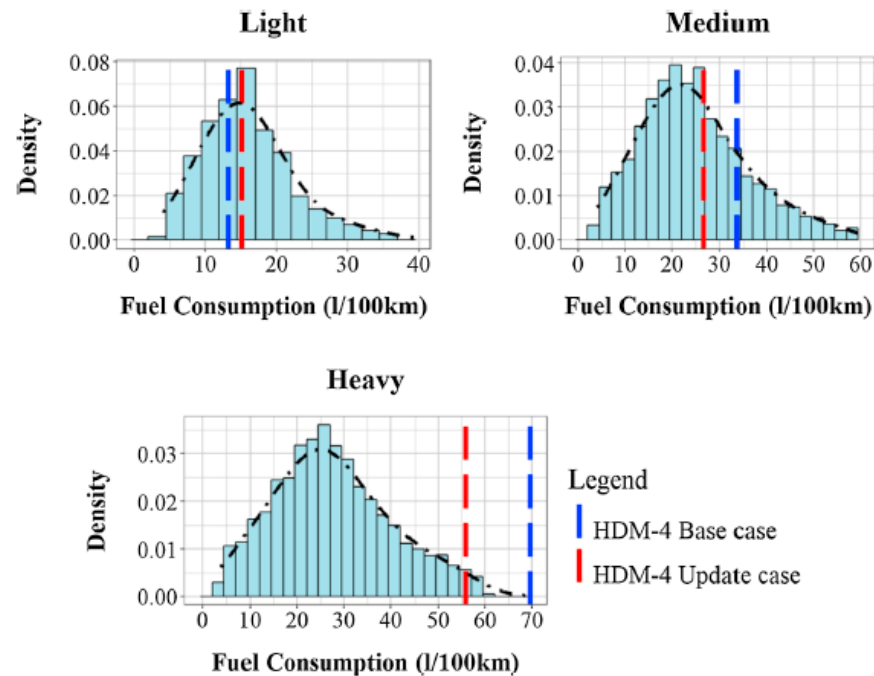 Light
0.08
0.06
0.04
0.02
0.00
Density
0 10 20 30 40
Fuel Consumption (l/100km)
Medium
0.04
0.03
0.02
0.01
0.00
Density
0 10 20 30 40 50 60
Fuel Consumption (l/100km)
Heavy
0.03
0.02
0.01
0.00
Density
0 10 20 30 40 50 60 70
Fuel Consumption (l/100km)
Legend
HDM-4 Base case
HDM-4 Update case